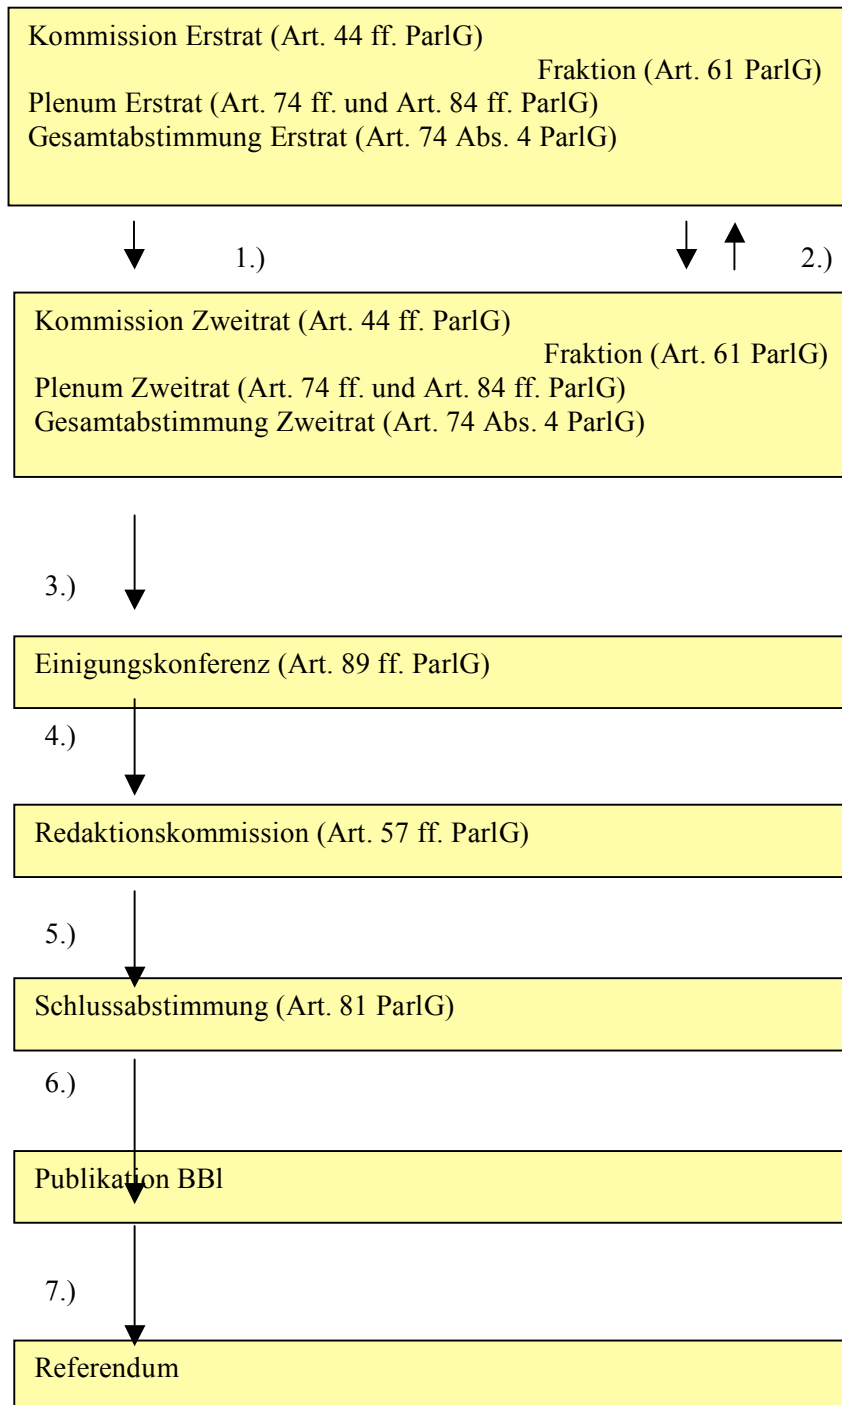 Kommission Erstrat (Art. 44 ff. ParlG)
Fraktion (Art. 61 ParlG)
Plenum Erstrat (Art. 74 ff. und Art. 84 ff. ParlG)
Gesamtabstimmung Erstrat (Art. 74 Abs. 4 ParlG)
1.) 2.)
Kommission Zweitrat (Art. 44 ff. ParlG)
Fraktion (Art. 61 ParlG)
Plenum Zweitrat (Art. 74 ff. und Art. 84 ff. ParlG)
Gesamtabstimmung Zweitrat (Art. 74 Abs. 4 ParlG)
3.)
Einigungskonferenz (Art. 89 ff. ParlG)
4.)
Redaktionskommission (Art. 57 ff. ParlG)
5.)
Schlussabstimmung (Art. 81 ParlG)
6.)
Publikation BBl
7.)
Referendum